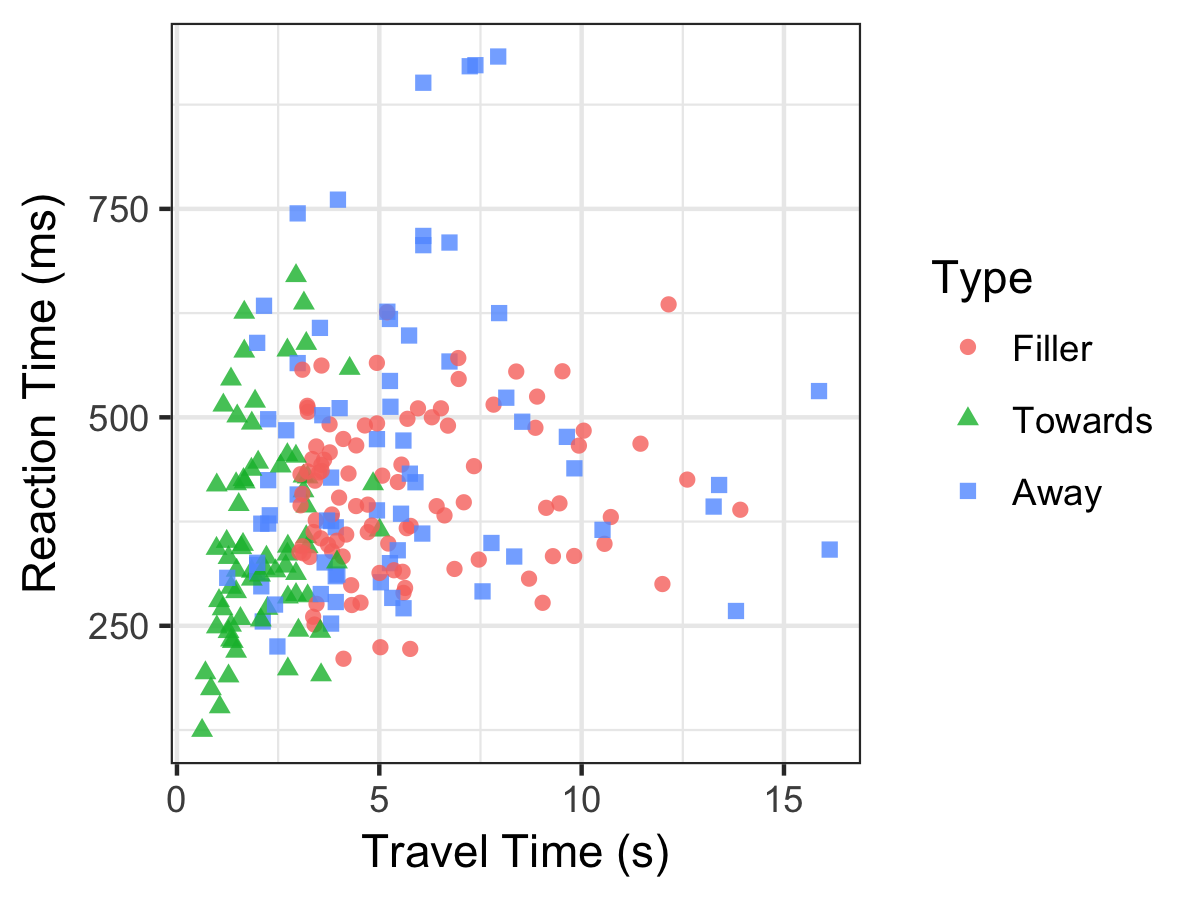 Reaction Time (ms)
750
500
250
0
5
10
15
Travel Time (s)
Type
Filler
Towards
Away